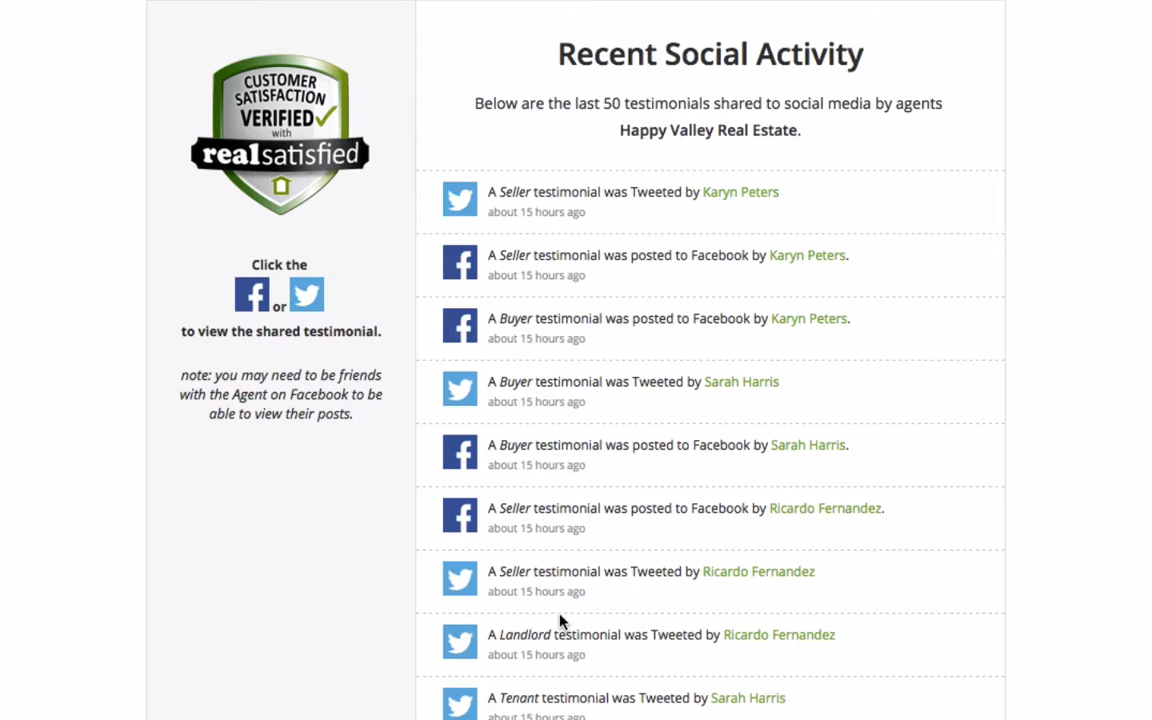 CUSTOMER
SATISFACTION
VERIFIED
with
realsatisfied
Click the
or
to view the shared testimonial.
note: you may need to be friends
with the Agent on Facebook to be
able to view their posts.
Recent Social Activity
Below are the last 50 testimonials shared to social media by agents
Happy Valley Real Estate.
A Seller testimonial was Tweeted by Karyn Peters
about 15 hours ago
A Seller testimonial was posted to Facebook by Karyn Peters.
about 15 hours ago
A Buyer testimonial was posted to Facebook by Karyn Peters.
about 15 hours ago
A Buyer testimonial was Tweeted by Sarah Harris
about 15 hours ago
A Buyer testimonial was posted to Facebook by Sarah Harris.
about 15 hours ago
A Seller testimonial was posted to Facebook by Ricardo Fernandez.
about 15 hours ago
A Seller testimonial was Tweeted by Ricardo Fernandez
about 15 hours ago
A Landlord testimonial was Tweeted by Ricardo Fernandez
about 15 hours ago
A Tenant testimonial was Tweeted by Sarah Harris
about 15 hours ago